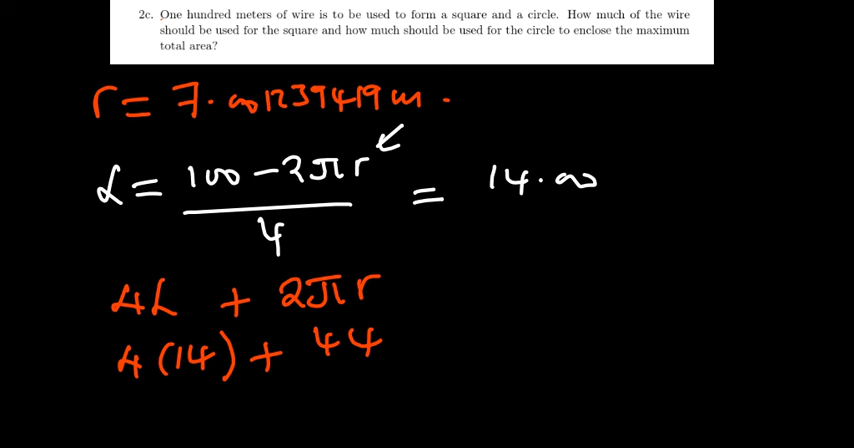 2c. One hundred meters of wire is to be used to form a square and a circle. How much of the wire
should be used for the square and how much should be used for the circle to enclose the maximum
total area?
r = 7.001239419m.
L = (100 - 2πr) / 4 = 14.00
4L + 2πr
4(14) + 44